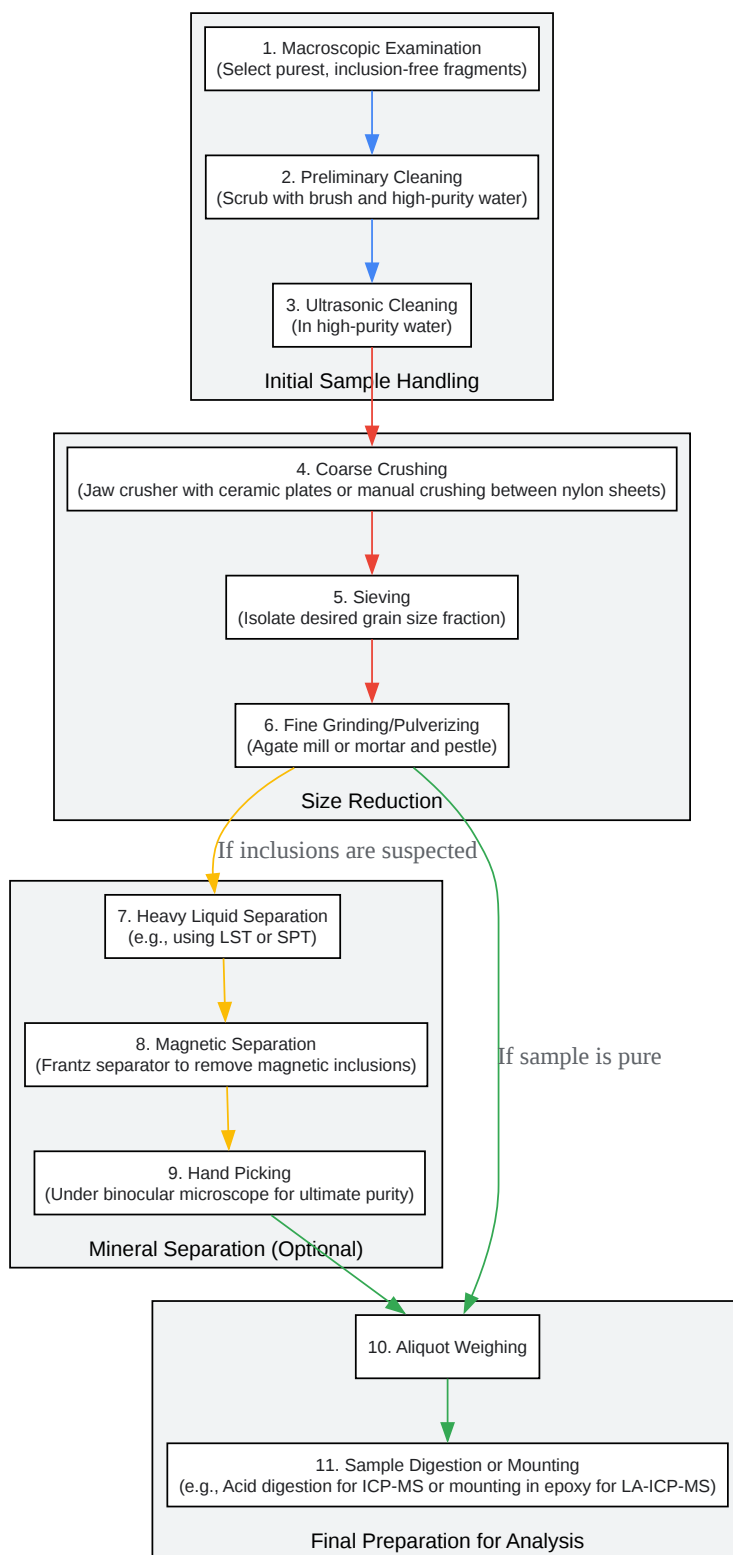 1. Macroscopic Examination
(Select purest, inclusion-free fragments)
2. Preliminary Cleaning
(Scrub with brush and high-purity water)
3. Ultrasonic Cleaning
(In high-purity water)
Initial Sample Handling
4. Coarse Crushing
(Jaw crusher with ceramic plates or manual crushing between nylon sheets)
5. Sieving
(Isolate desired grain size fraction)
6. Fine Grinding/Pulverizing
(Agate mill or mortar and pestle)
Size Reduction
If inclusions are suspected
7. Heavy Liquid Separation
(e.g., using LST or SPT)
8. Magnetic Separation
(Frantz separator to remove magnetic inclusions)
If sample is pure
9. Hand Picking
(Under binocular microscope for ultimate purity)
Mineral Separation (Optional)
10. Aliquot Weighing
11. Sample Digestion or Mounting
(e.g., Acid digestion for ICP-MS or mounting in epoxy for LA-ICP-MS)
Final Preparation for Analysis